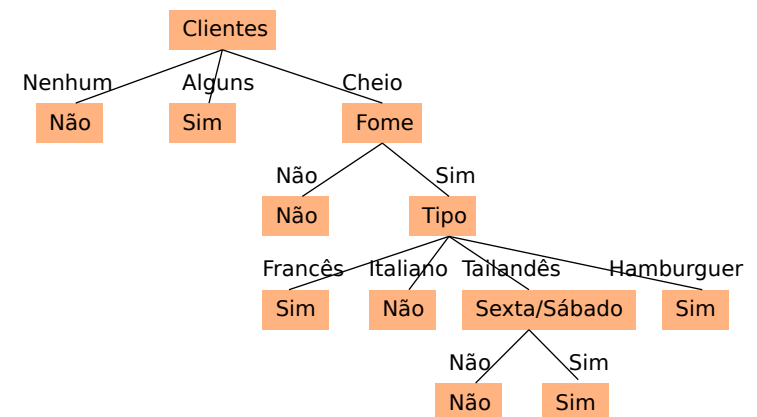 Clientes
Nenhum Alguns Cheio
Não Sim Fome
Não Sim
Não Tipo
Francês Italiano Tailandês Hamburguer
Sim Não Sexta/Sábado Sim
Não Sim
Não Sim